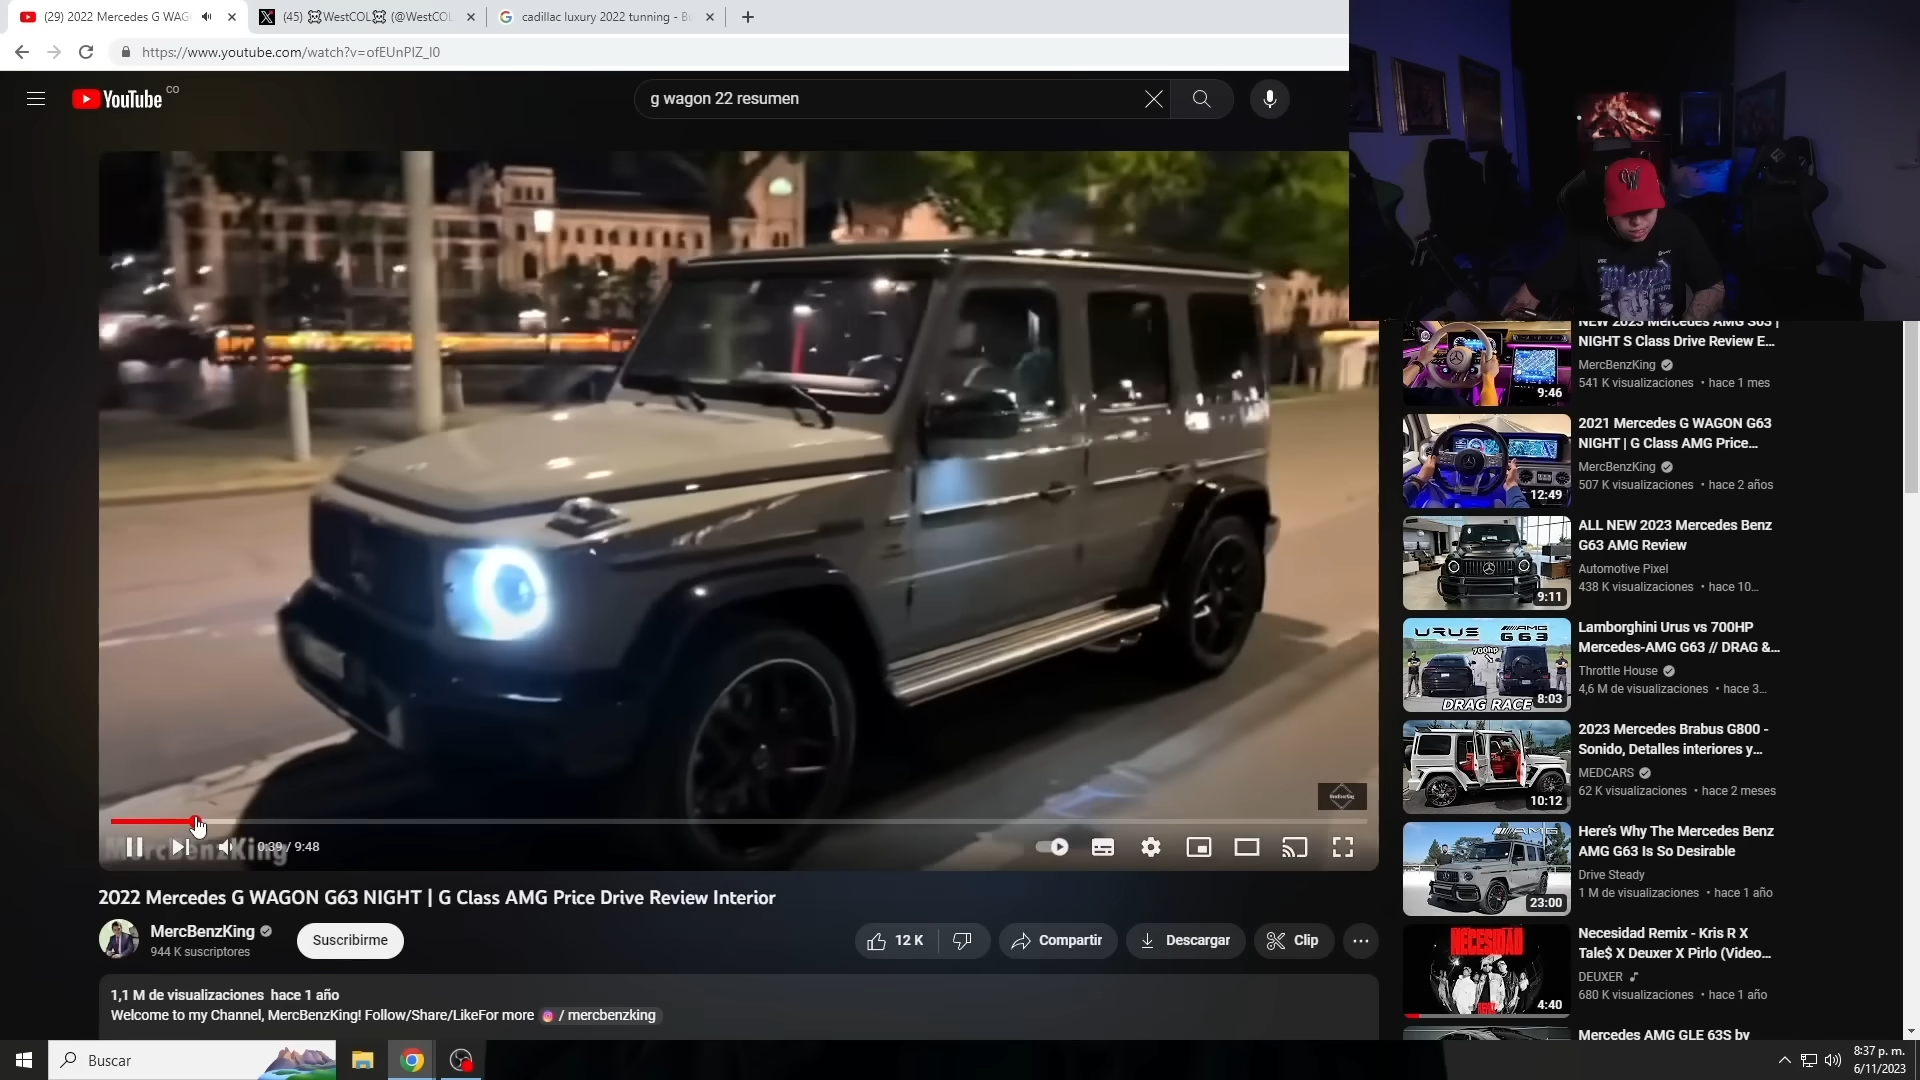 (29) 2022 Mercedes G WAG
(45) ☠WestCOL☠ (@WestCOL
cadillac luxury 2022 tunning - B
https://www.youtube.com/watch?v=ofEUnPIZ_I0
YouTube CO
g wagon 22 resumen
MercBenzKing
0:39 / 9:48
2022 Mercedes G WAGON G63 NIGHT | G Class AMG Price Drive Review Interior
MercBenzKing
944 K suscriptores
Suscribirme
12 K
Compartir
Descargar
Clip
1,1 M de visualizaciones hace 1 año
Welcome to my Channel, MercBenzKing! Follow/Share/LikeFor more / mercbenzking
NEW 2023 Mercedes AMG S63 |
NIGHT S Class Drive Review E...
MercBenzKing
541 K visualizaciones • hace 1 mes
9:46
2021 Mercedes G WAGON G63
NIGHT | G Class AMG Price...
MercBenzKing
507 K visualizaciones • hace 2 años
12:49
ALL NEW 2023 Mercedes Benz
G63 AMG Review
Automotive Pixel
438 K visualizaciones • hace 10...
9:11
URUS AMG
G63
700hp
DRAG RACE
8:03
Lamborghini Urus vs 700HP
Mercedes-AMG G63 // DRAG &...
Throttle House
4,6 M de visualizaciones • hace 3...
2023 Mercedes Brabus G800 -
Sonido, Detalles interiores y...
MEDCARS
62 K visualizaciones • hace 2 meses
10:12
AMG
Here's Why The Mercedes Benz
AMG G63 Is So Desirable
Drive Steady
1 M de visualizaciones • hace 1 año
23:00
NECESIDAD
Necesidad Remix - Kris R X
Tale$ X Deuxer X Pirlo (Video...
DEUXER
680 K visualizaciones • hace 1 año
4:40
Mercedes AMG GLE 63S by
Buscar
8:37 p. m.
6/11/2023